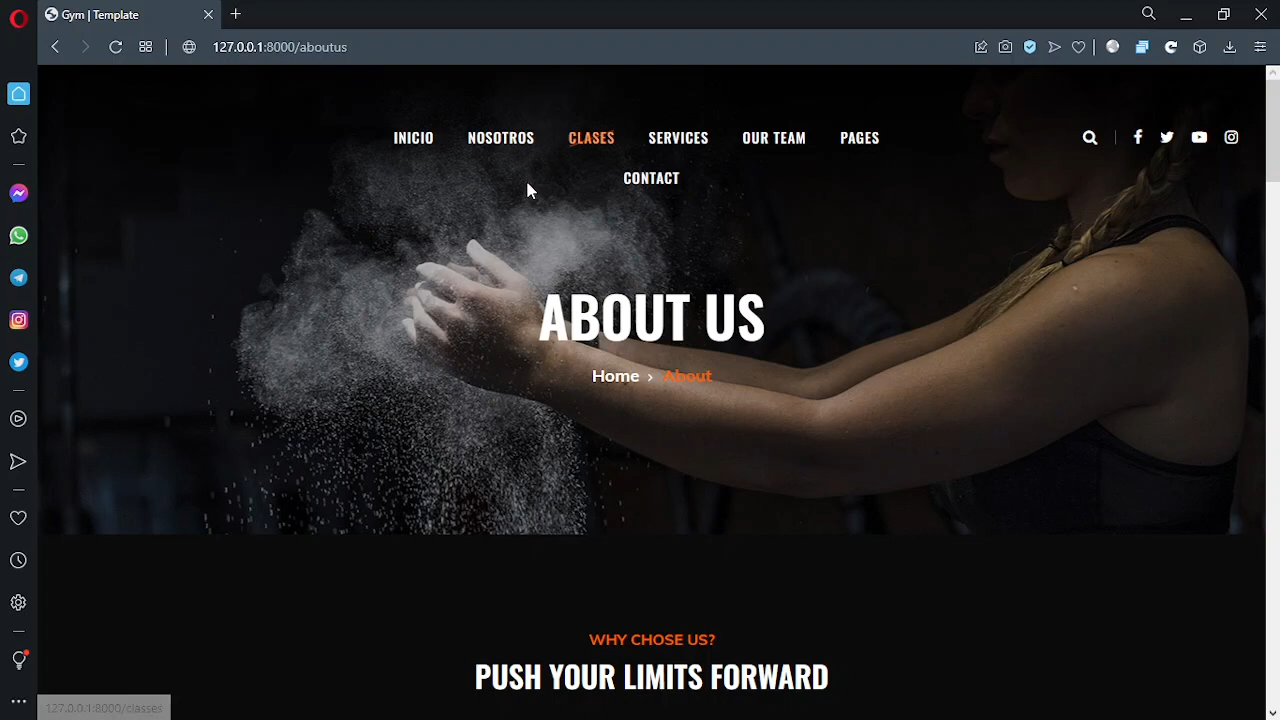 Gym | Template
127.0.0.1:8000/aboutus
INICIO NOSOTROS CLASES SERVICES OUR TEAM PAGES
CONTACT
ABOUT US
Home › About
WHY CHOSE US?
PUSH YOUR LIMITS FORWARD
127.0.0.1:8000/classes